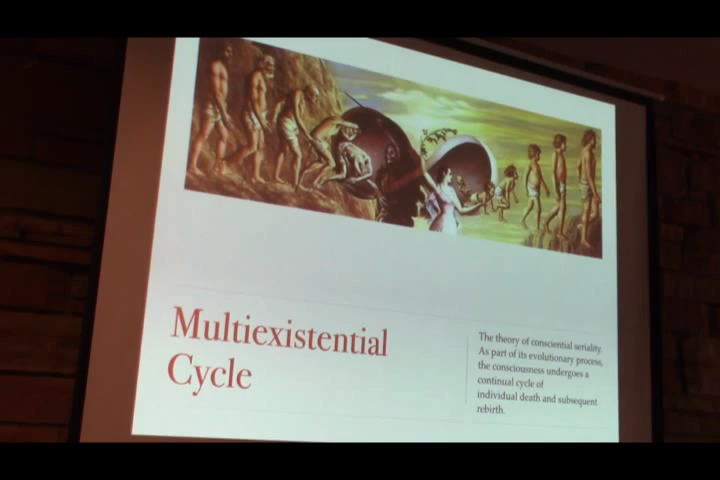 Multiexistential
Cycle
The theory of consciential seriality.
As part of its evolutionary process,
the consciousness undergoes a
continual cycle of
individual death and subsequent
rebirth.